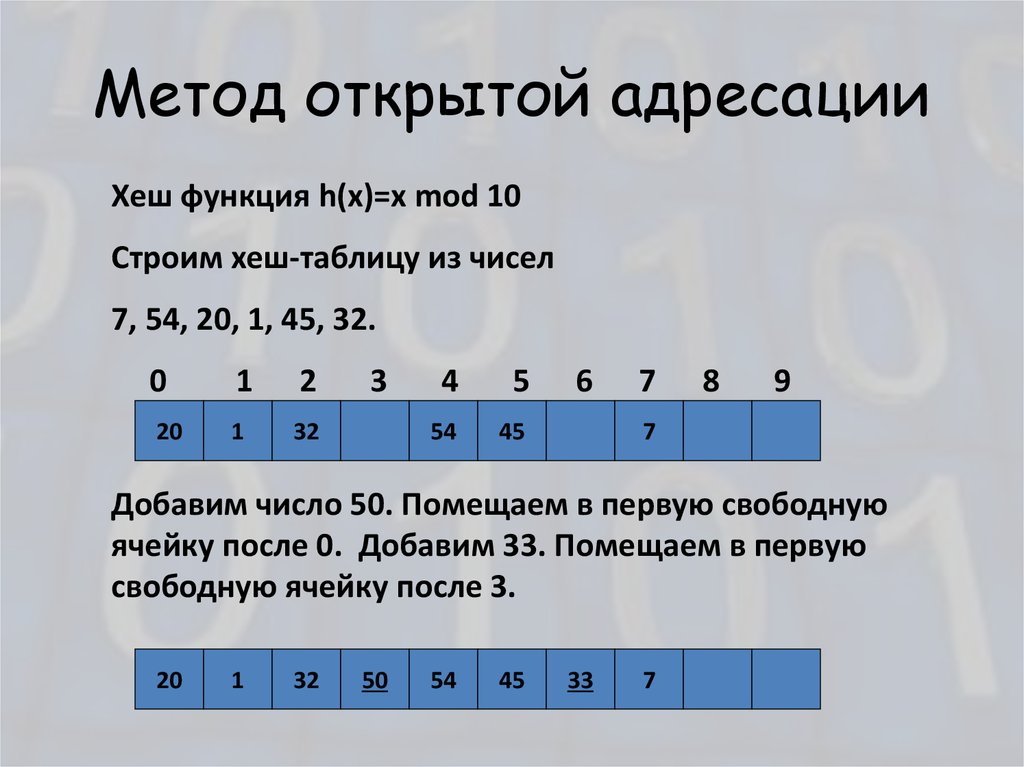 Метод открытой адресации
Хеш функция h(x)=x mod 10
Строим хеш-таблицу из чисел
7, 54, 20, 1, 45, 32.
0 1 2 3 4 5 6 7 8 9
20 1 32 54 45 7
Добавим число 50. Помещаем в первую свободную
ячейку после 0. Добавим 33. Помещаем в первую
свободную ячейку после 3.
20 1 32 50 54 45 33 7